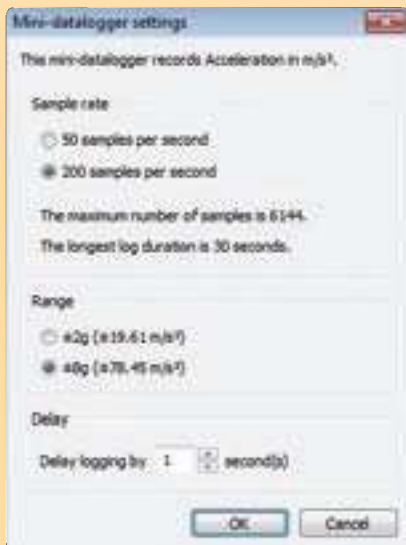 Mini-datalogger settings
This mini-datalogger records Acceleration in m/s².
Sample rate
50 samples per second
200 samples per second
The maximum number of samples is 6144.
The longest log duration is 30 seconds.
Range
±2g (±19.61 m/s²)
±8g (±78.45 m/s²)
Delay
Delay logging by 1 second(s)
OK Cancel